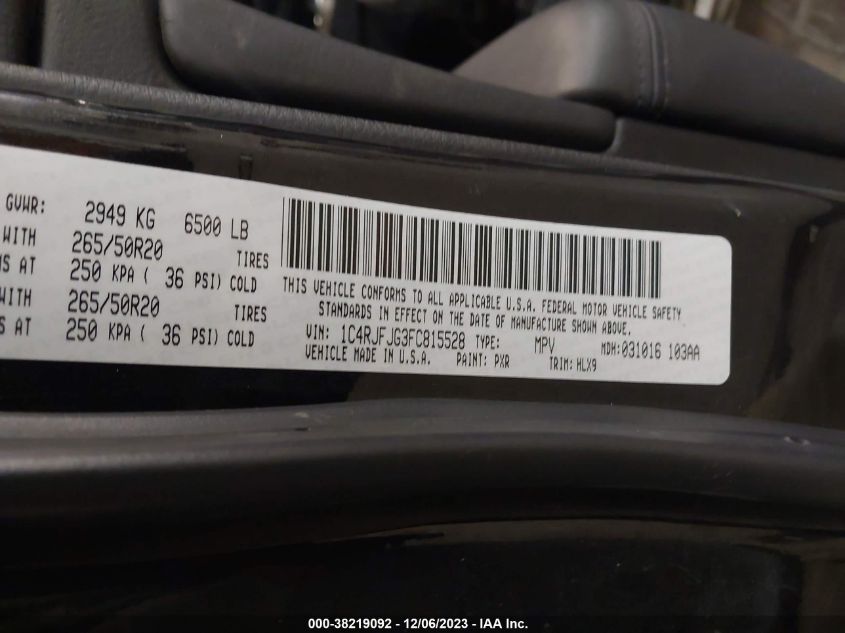 GVWR: 2949 KG 6500 LB
WITH 265/50R20 TIRES
S AT 250 KPA ( 36 PSI) COLD
WITH 265/50R20 TIRES
S AT 250 KPA ( 36 PSI) COLD
THIS VEHICLE CONFORMS TO ALL APPLICABLE U.S.A. FEDERAL MOTOR VEHICLE SAFETY
STANDARDS IN EFFECT ON THE DATE OF MANUFACTURE SHOWN ABOVE.
VIN: 1C4RJFJG3FC815528 TYPE: MPV MDH:031016 103AA
VEHICLE MADE IN U.S.A. PAINT: PXR TRIM: HLX9
000-38219092 - 12/06/2023 - IAA Inc.